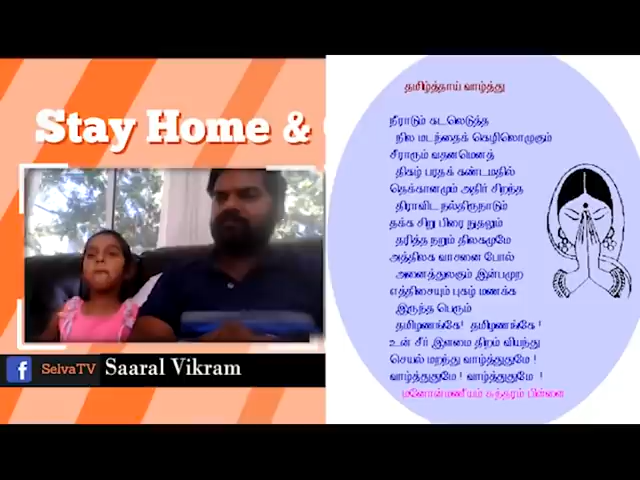 Stay Home &
SelvaTV
Saaral Vikram
தமிழ்த்தாய் வாழ்த்து
நீராடும் கடலெடுத்த
நில மடந்தைக் கெழிலொழுகும்
சீராரும் வதனமெனத்
திகழ் பரதக் கண்டமதில்
தெக்கானமும் அதிர் சிறந்த
திராவிட நல்திருநாடும்
தக்க சிறு பிரை நுதலும்
தரித்த நறும் திலகமுமே
அத்திலக வாசனை போல்
அனைத்துலகும் இன்பமுற
எத்திசையும் புகழ் மணக்க
இருந்த பெரும்
தமிழணங்கே! தமிழணங்கே!
உன் சீர் இளமை திறம் வியந்து
செயல் மறந்து வாழ்த்துதுமே!
வாழ்த்துதுமே! வாழ்த்துதுமே !
மனோன்மணீயம் சுந்தரம் பிள்ளை